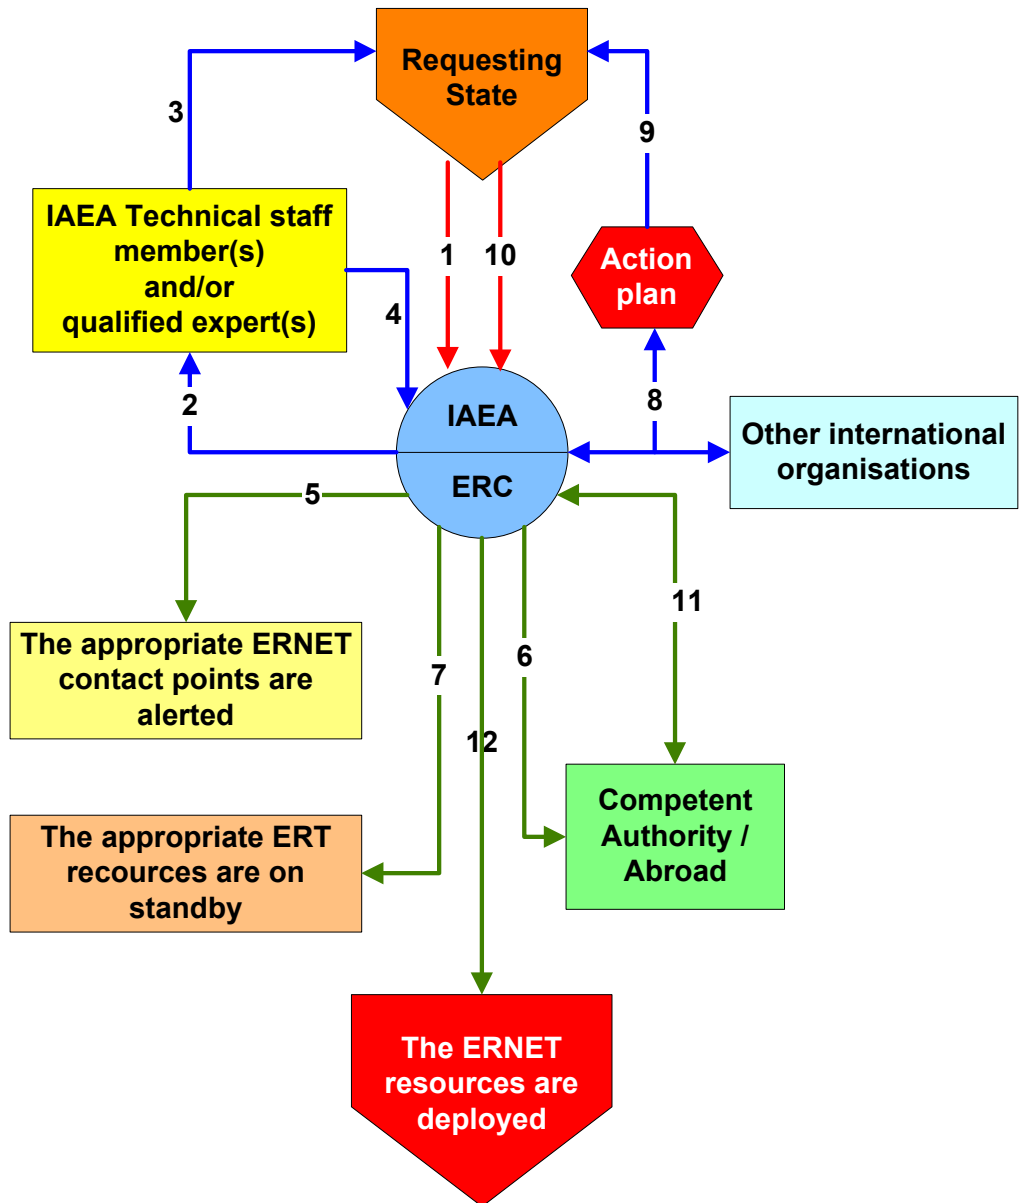 Requesting
State
3
9
IAEA Technical staff
member(s)
and/or
qualified expert(s)
1
10
Action
plan
4
2
8
IAEA
ERC
Other international
organisations
5
11
The appropriate ERNET
contact points are
alerted
7
6
12
Competent
Authority /
Abroad
The appropriate ERT
recources are on
standby
The ERNET
resources are
deployed